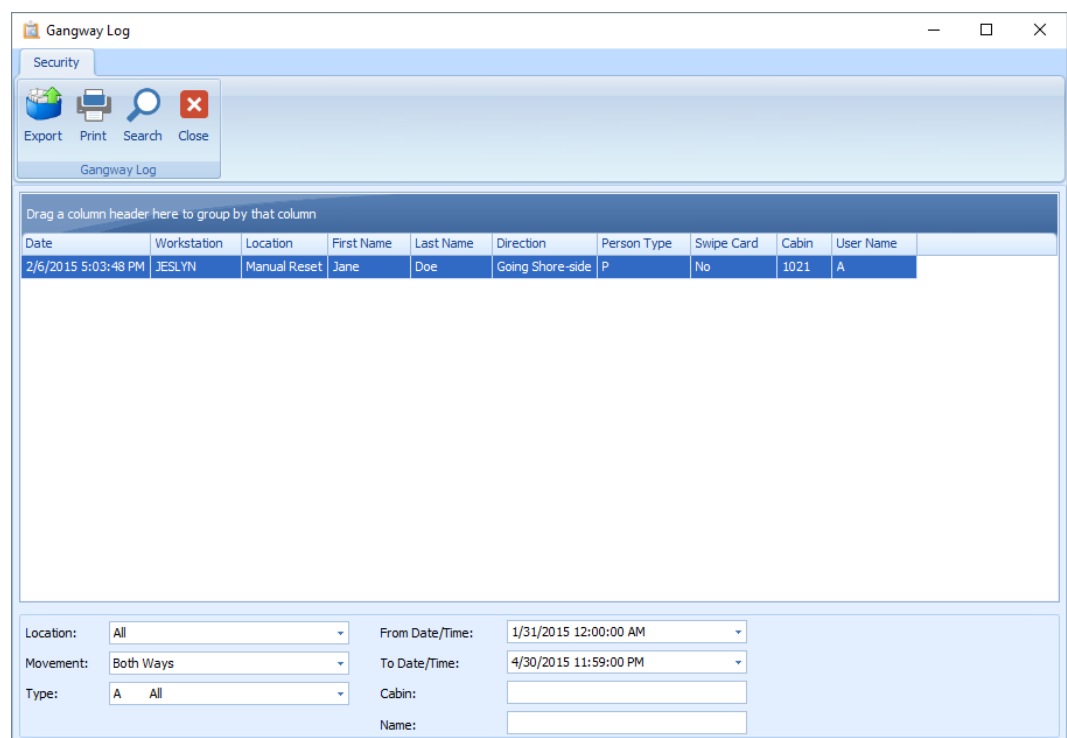 Gangway Log
Security
Export Print Search Close
Gangway Log
Drag a column header here to group by that column
Date Workstation Location First Name Last Name Direction Person Type Swipe Card Cabin User Name
2/6/2015 5:03:48 PM JESLYN Manual Reset Jane Doe Going Shore-side P No 1021 A
Location: All From Date/Time: 1/31/2015 12:00:00 AM
Movement: Both Ways To Date/Time: 4/30/2015 11:59:00 PM
Type: A All Cabin:
Name: